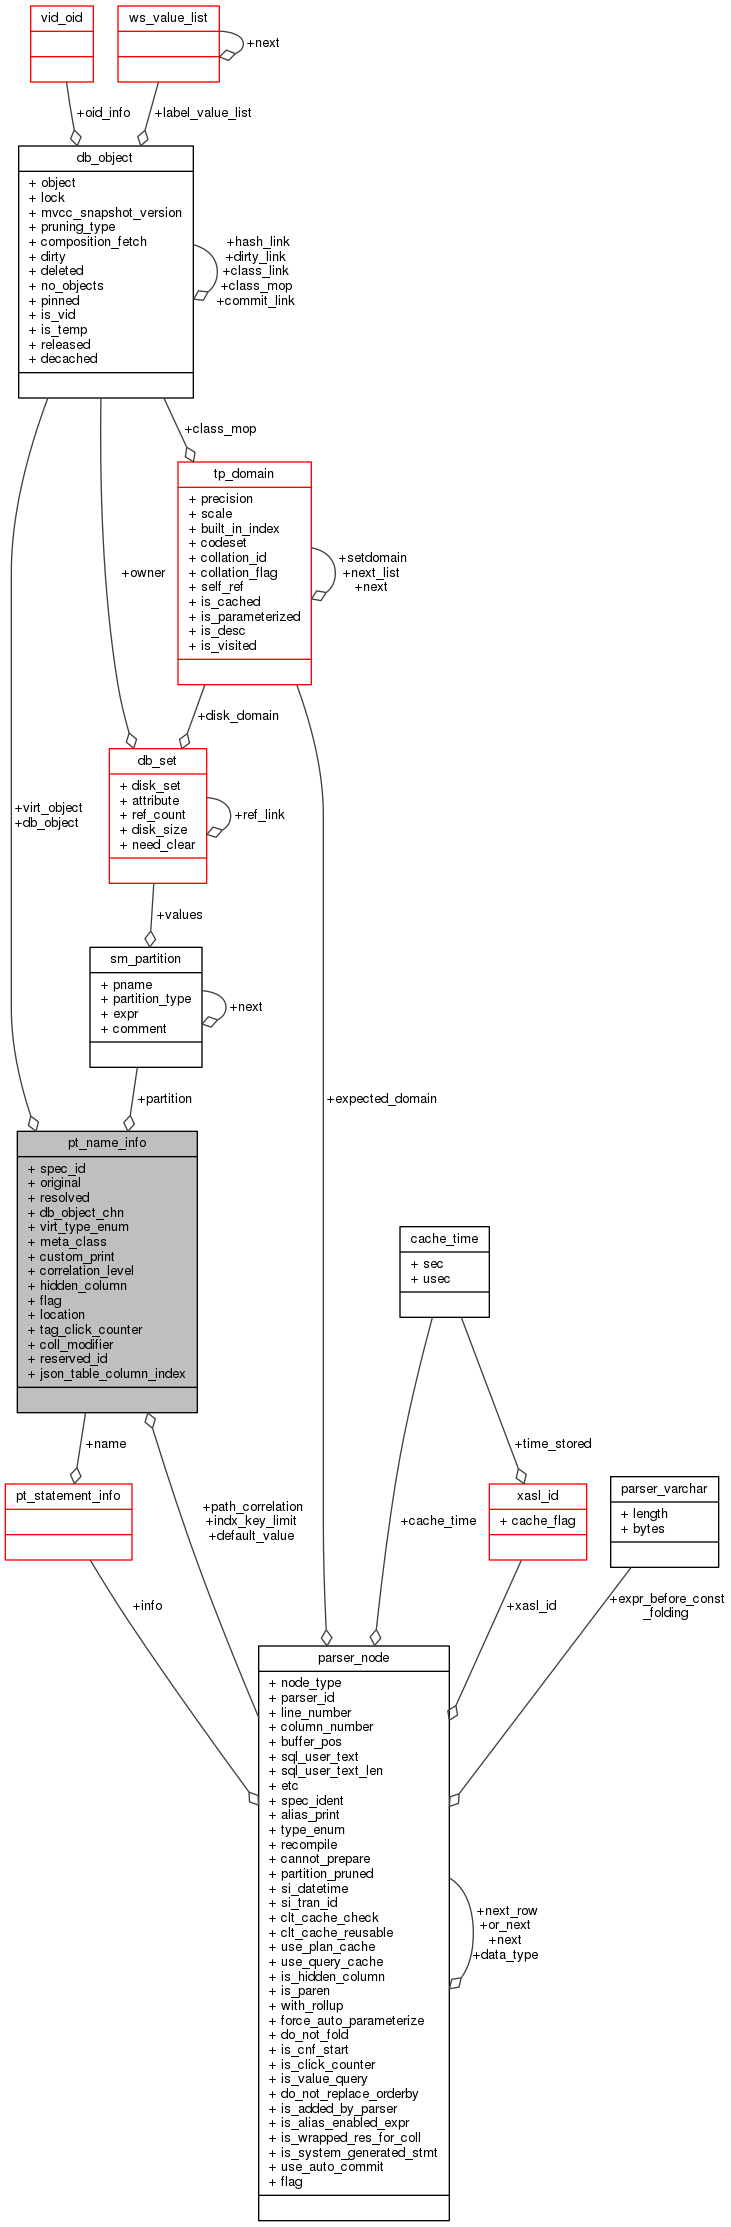 vid_oid
ws_value_list
+next
+oid_info
+label_value_list
db_object
+ object
+ lock
+ mvcc_snapshot_version
+ pruning_type
+ composition_fetch
+ dirty
+ deleted
+ no_objects
+ pinned
+ is_vid
+ is_temp
+ released
+ decached
+hash_link
+dirty_link
+class_link
+class_mop
+commit_link
+class_mop
tp_domain
+ precision
+ scale
+ built_in_index
+ codeset
+ collation_id
+ collation_flag
+ self_ref
+ is_cached
+ is_parameterized
+ is_desc
+ is_visited
+setdomain
+next_list
+next
+owner
+disk_domain
db_set
+ disk_set
+ attribute
+ ref_count
+ disk_size
+ need_clear
+ref_link
+virt_object
+db_object
+values
sm_partition
+ pname
+ partition_type
+ expr
+ comment
+next
+partition
+expected_domain
pt_name_info
+ spec_id
+ original
+ resolved
+ db_object_chn
+ virt_type_enum
+ meta_class
+ custom_print
+ correlation_level
+ hidden_column
+ flag
+ location
+ tag_click_counter
+ coll_modifier
+ reserved_id
+ json_table_column_index
cache_time
+ sec
+ usec
+name
+time_stored
pt_statement_info
xasl_id
+ cache_flag
parser_varchar
+ length
+ bytes
+path_correlation
+indx_key_limit
+default_value
+cache_time
+info
+xasl_id
+expr_before_const
_folding
parser_node
+ node_type
+ parser_id
+ line_number
+ column_number
+ buffer_pos
+ sql_user_text
+ sql_user_text_len
+ etc
+ spec_ident
+ alias_print
+ type_enum
+ recompile
+ cannot_prepare
+ partition_pruned
+ si_datetime
+ si_tran_id
+ clt_cache_check
+ clt_cache_reusable
+ use_plan_cache
+ use_query_cache
+ is_hidden_column
+ is_paren
+ with_rollup
+ force_auto_parameterize
+ do_not_fold
+ is_cnf_start
+ is_click_counter
+ is_value_query
+ do_not_replace_orderby
+ is_added_by_parser
+ is_alias_enabled_expr
+ is_wrapped_res_for_coll
+ is_system_generated_stmt
+ use_auto_commit
+ flag
+next_row
+or_next
+next
+data_type